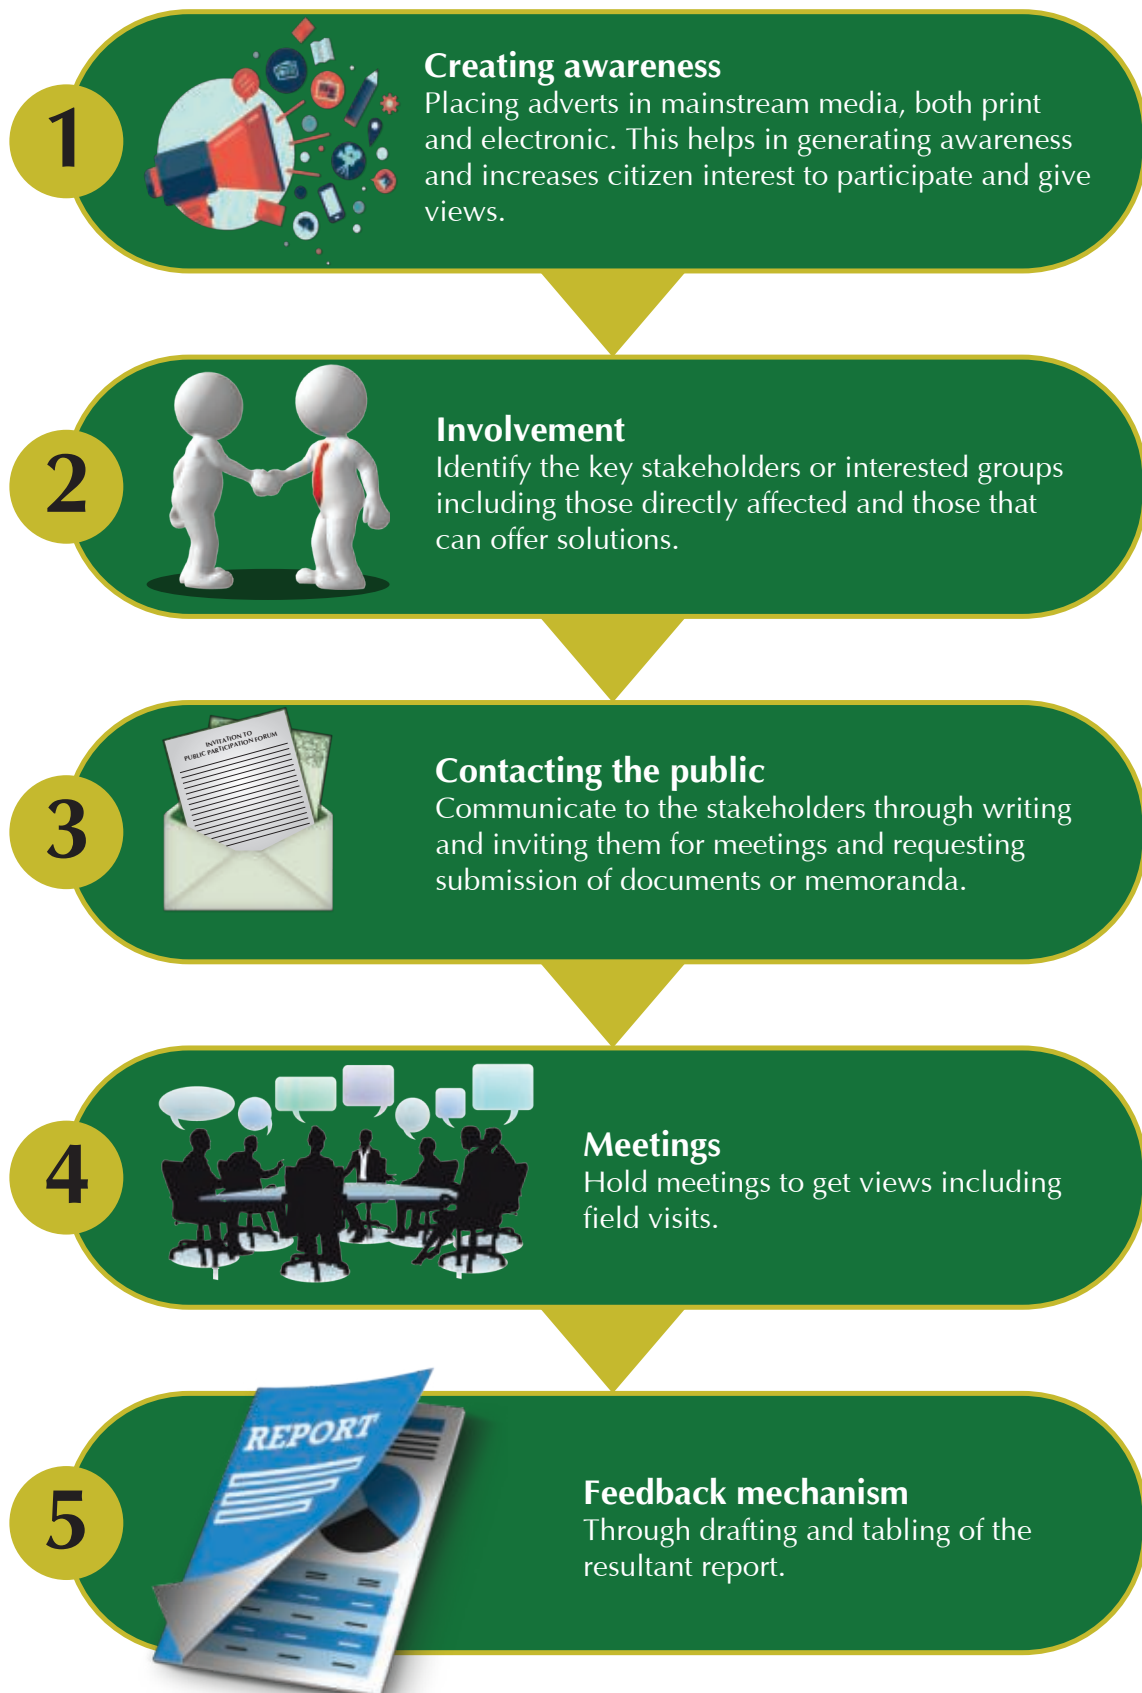 1
Creating awareness
Placing adverts in mainstream media, both print
and electronic. This helps in generating awareness
and increases citizen interest to participate and give
views.
2
Involvement
Identify the key stakeholders or interested groups
including those directly affected and those that
can offer solutions.
3
INVITATION TO
PUBLIC PARTICIPATION FORUM
Contacting the public
Communicate to the stakeholders through writing
and inviting them for meetings and requesting
submission of documents or memoranda.
4
Meetings
Hold meetings to get views including
field visits.
5
REPORT
Feedback mechanism
Through drafting and tabling of the
resultant report.